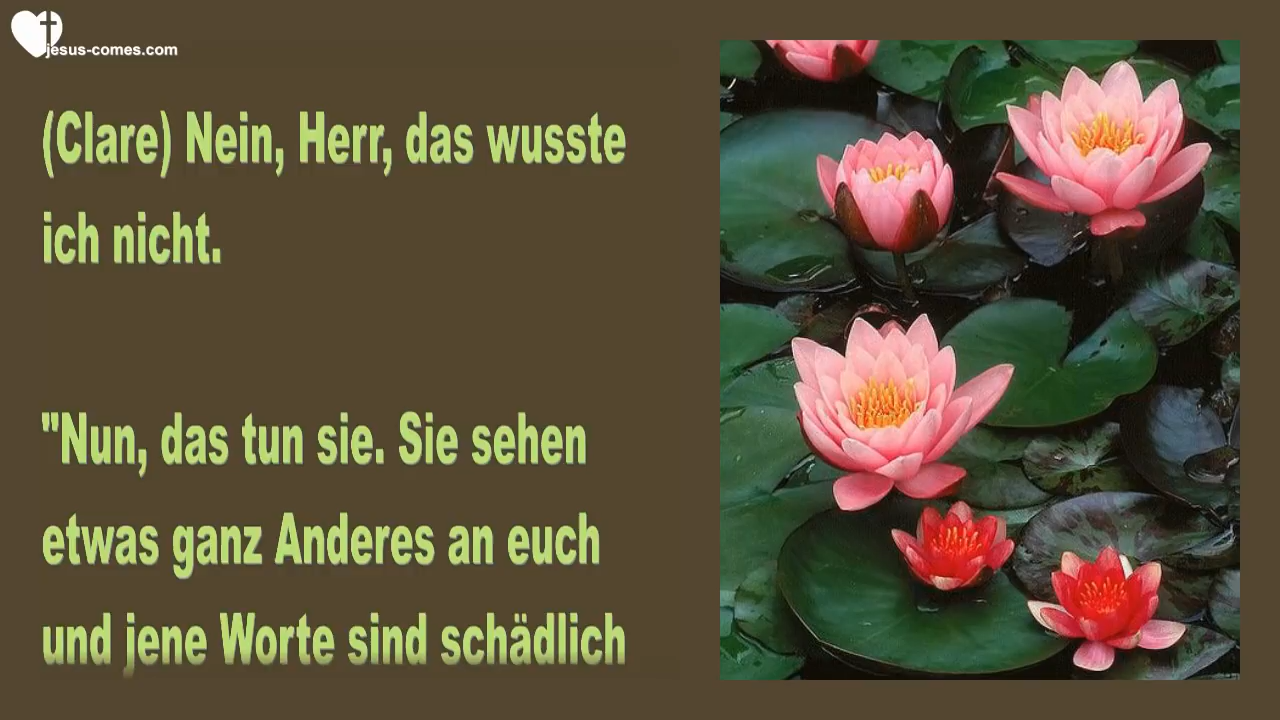 jesus-comes.com
(Clare) Nein, Herr, das wusste
ich nicht.
"Nun, das tun sie. Sie sehen
etwas ganz Anderes an euch
und jene Worte sind schädlich